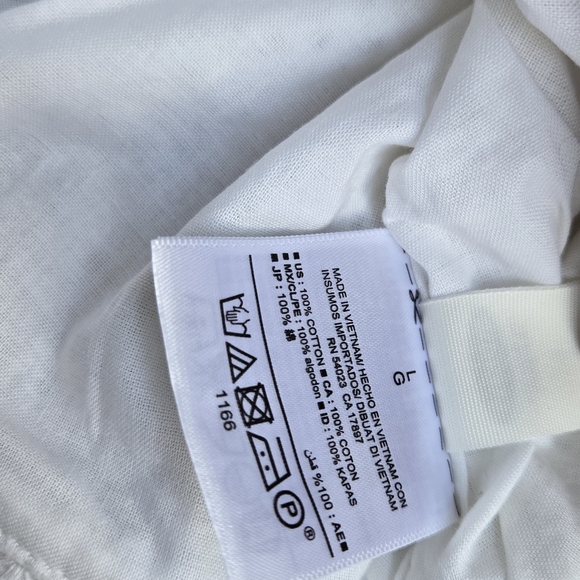 L
G
MADE IN VIETNAM/ HECHO EN VIETNAM CON
INSUMOS IMPORTADOS/ DIBUAT DI VIETNAM
RN 54023 CA 17897
■ US : 100% COTTON ■ CA : 100% COTON
■ MX/CL/PE : 100% algodon ■ ID : 100% KAPAS
■ JP : 100% 綿
■ AE : 100% قطن
P
®
1166